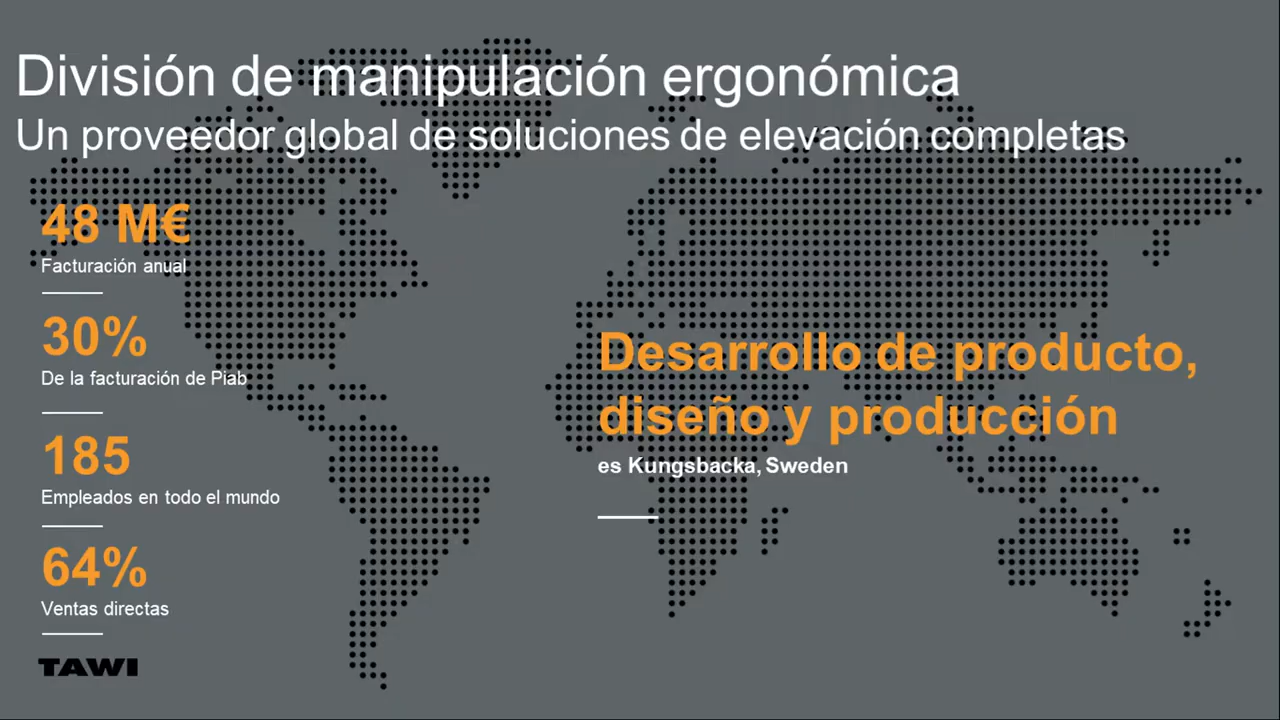 División de manipulación ergonómica
Un proveedor global de soluciones de elevación completas
48 M€
Facturación anual
30%
De la facturación de Piab
185
Empleados en todo el mundo
64%
Ventas directas
TAWI
Desarrollo de producto,
diseño y producción
es Kungsbacka, Sweden